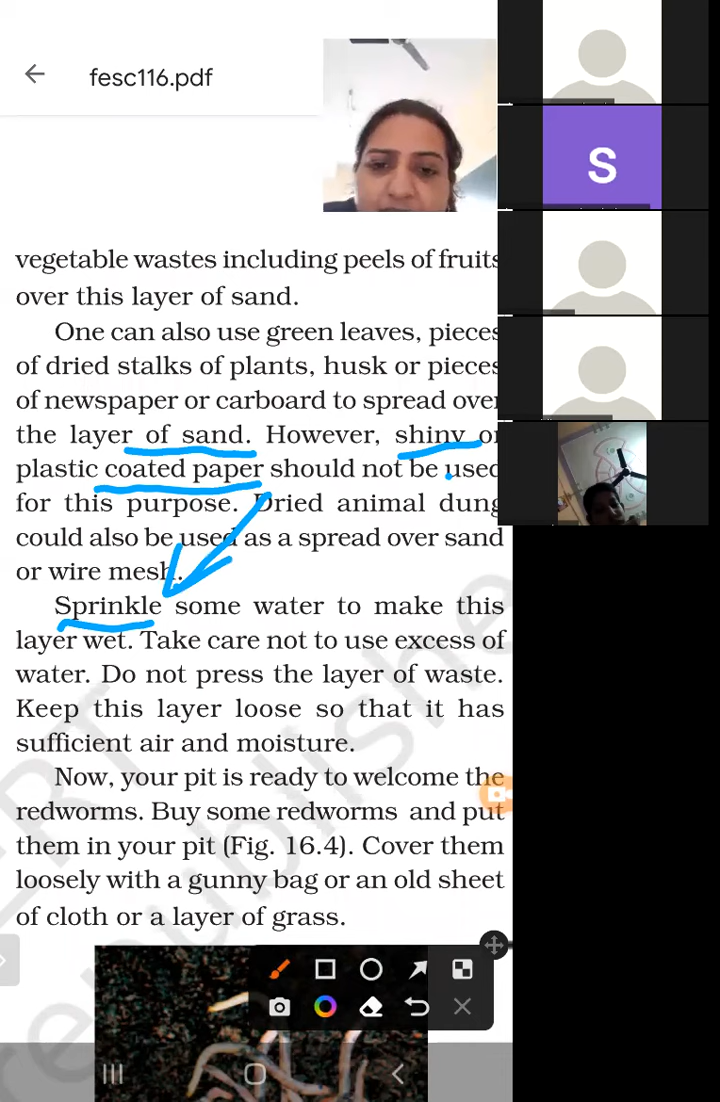 fesc116.pdf
S
vegetable wastes including peels of fruits
over this layer of sand.
One can also use green leaves, pieces
of dried stalks of plants, husk or pieces
of newspaper or carboard to spread over
the layer of sand. However, shiny or
plastic coated paper should not be used
for this purpose. Dried animal dung
could also be used as a spread over sand
or wire mesh.
Sprinkle some water to make this
layer wet. Take care not to use excess of
water. Do not press the layer of waste.
Keep this layer loose so that it has
sufficient air and moisture.
Now, your pit is ready to welcome the
redworms. Buy some redworms and put
them in your pit (Fig. 16.4). Cover them
loosely with a gunny bag or an old sheet
of cloth or a layer of grass.